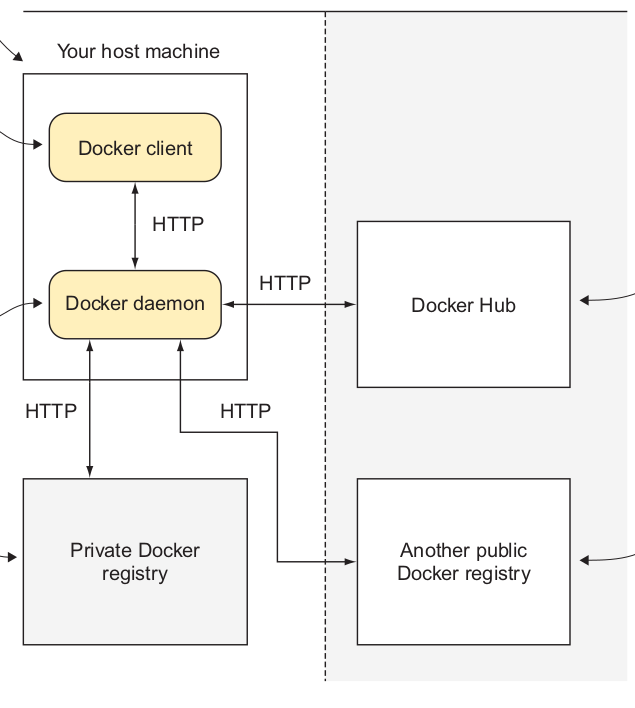 Your host machine
Docker client
HTTP
HTTP
Docker daemon
Docker Hub
HTTP
HTTP
Private Docker
registry
Another public
Docker registry